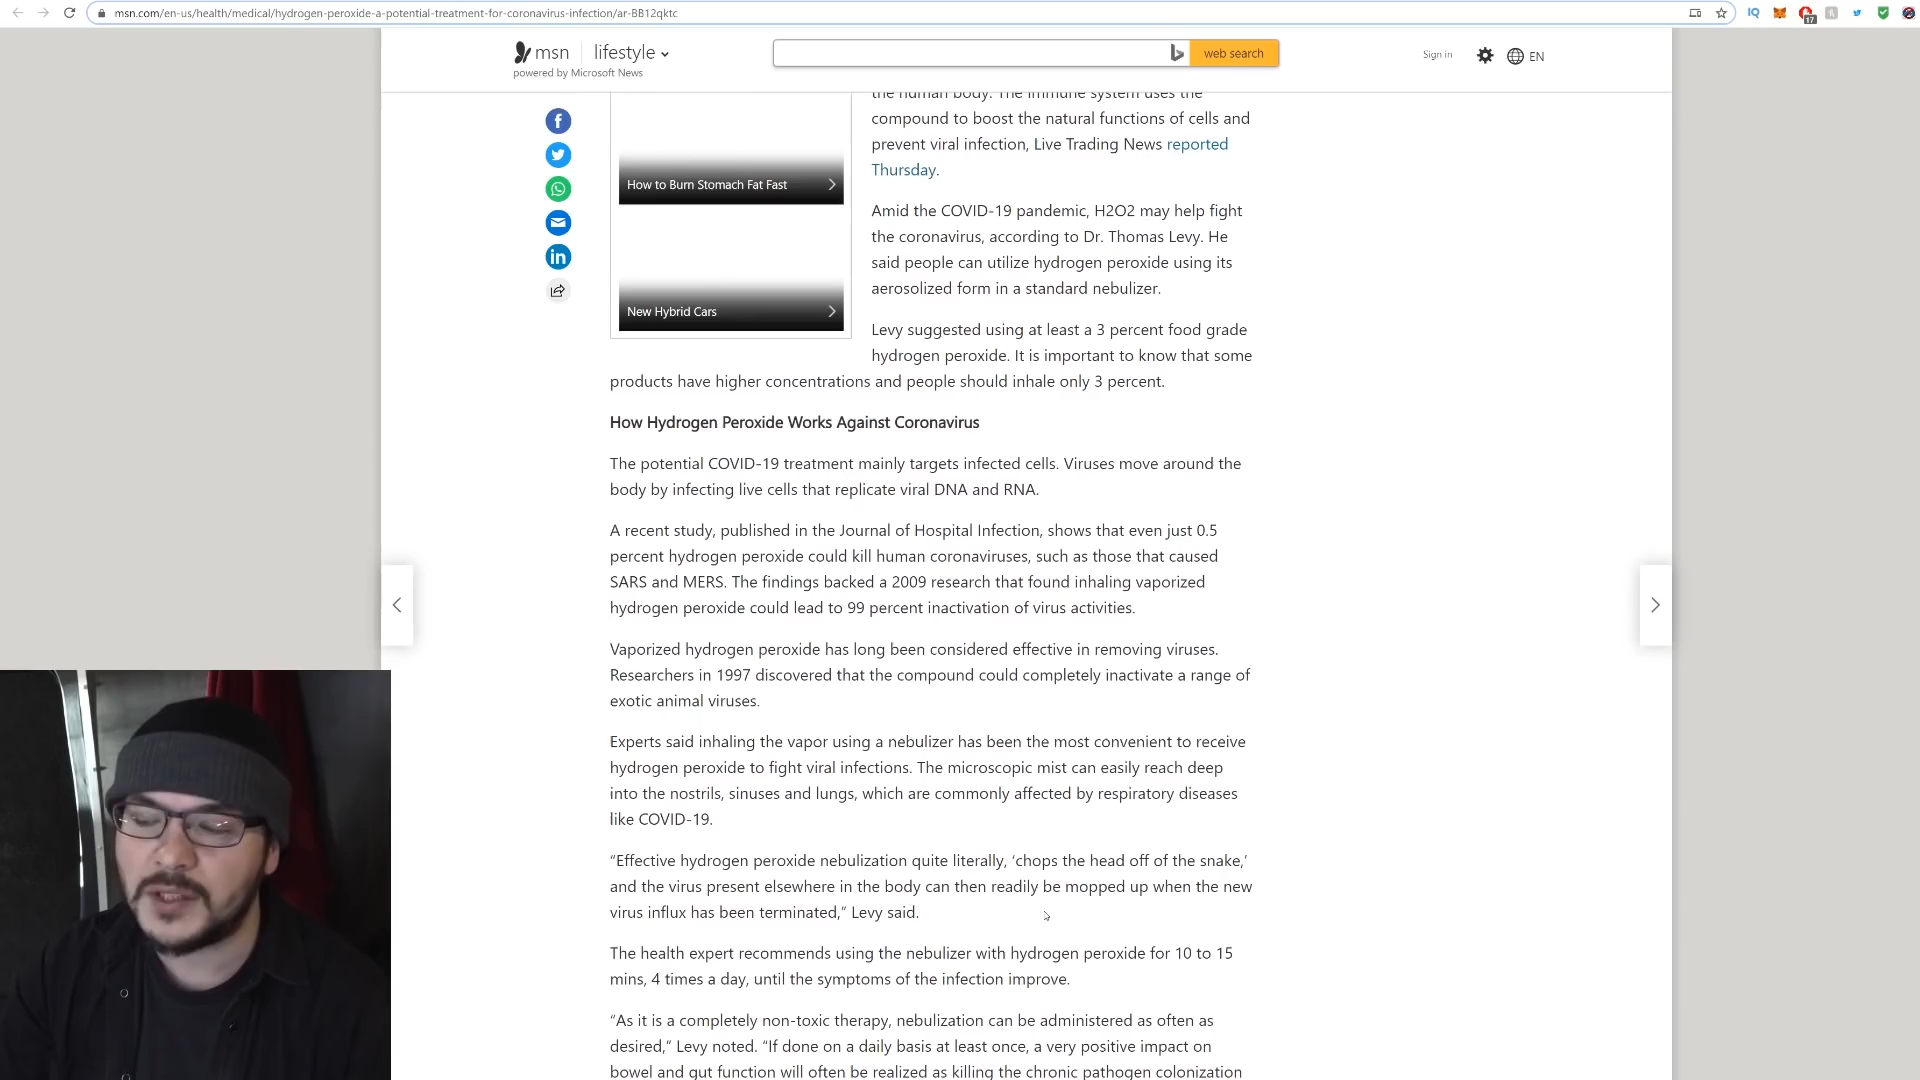 msn.com/en-us/health/medical/hydrogen-peroxide-a-potential-treatment-for-coronavirus-infection/ar-BB12qktc
IQ
17
msn
lifestyle
web search
Sign in
EN
powered by Microsoft News
the human body. The immune system uses the
compound to boost the natural functions of cells and
prevent viral infection, Live Trading News reported
Thursday.
How to Burn Stomach Fat Fast
Amid the COVID-19 pandemic, H2O2 may help fight
the coronavirus, according to Dr. Thomas Levy. He
said people can utilize hydrogen peroxide using its
aerosolized form in a standard nebulizer.
New Hybrid Cars
Levy suggested using at least a 3 percent food grade
hydrogen peroxide. It is important to know that some
products have higher concentrations and people should inhale only 3 percent.
How Hydrogen Peroxide Works Against Coronavirus
The potential COVID-19 treatment mainly targets infected cells. Viruses move around the
body by infecting live cells that replicate viral DNA and RNA.
A recent study, published in the Journal of Hospital Infection, shows that even just 0.5
percent hydrogen peroxide could kill human coronaviruses, such as those that caused
SARS and MERS. The findings backed a 2009 research that found inhaling vaporized
hydrogen peroxide could lead to 99 percent inactivation of virus activities.
Vaporized hydrogen peroxide has long been considered effective in removing viruses.
Researchers in 1997 discovered that the compound could completely inactivate a range of
exotic animal viruses.
Experts said inhaling the vapor using a nebulizer has been the most convenient to receive
hydrogen peroxide to fight viral infections. The microscopic mist can easily reach deep
into the nostrils, sinuses and lungs, which are commonly affected by respiratory diseases
like COVID-19.
“Effective hydrogen peroxide nebulization quite literally, ‘chops the head off of the snake,’
and the virus present elsewhere in the body can then readily be mopped up when the new
virus influx has been terminated,” Levy said.
The health expert recommends using the nebulizer with hydrogen peroxide for 10 to 15
mins, 4 times a day, until the symptoms of the infection improve.
“As it is a completely non-toxic therapy, nebulization can be administered as often as
desired,” Levy noted. “If done on a daily basis at least once, a very positive impact on
bowel and gut function will often be realized as killing the chronic pathogen colonization